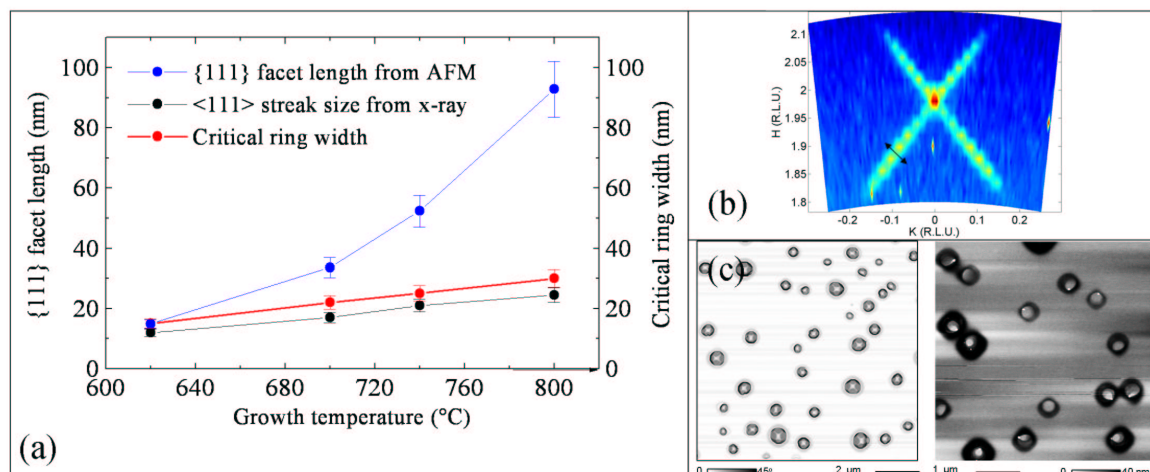 {111} facet length from AFM
<111> streak size from x-ray
Critical ring width
{111} facet length (nm)
Critical ring width (nm)
100
80
60
40
20
0
100
80
60
40
20
0
600 640 680 720 760 800
Growth temperature (°C)
(a)
2.1
2.05
2
1.95
1.9
1.85
1.8
H (R.L.U.)
-0.2 -0.1 0 0.1 0.2
K (R.L.U.)
(b)
(c)
0 45° 2 µm 1 µm 0 40 nm